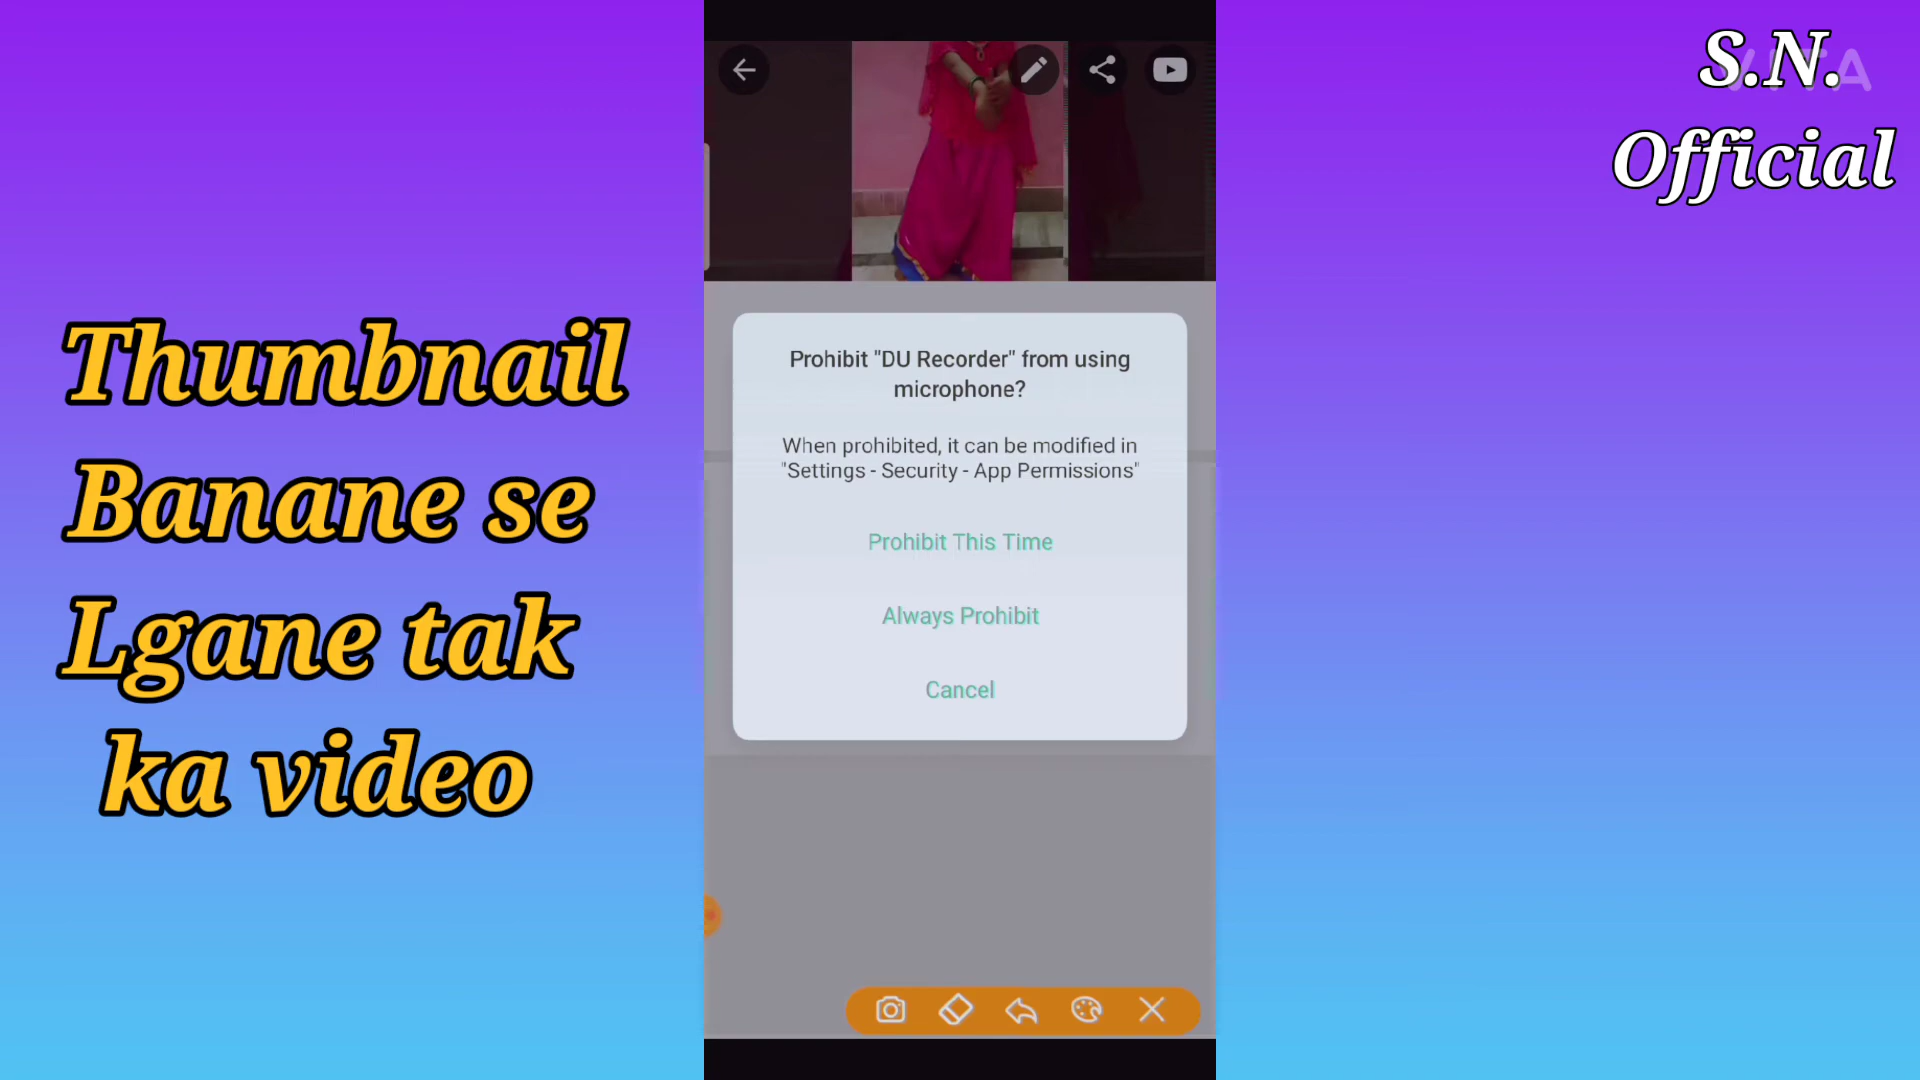 S.N.
VITA
Official
Thumbnail
Banane se
Lgane tak
ka video
Prohibit "DU Recorder" from using
microphone?
When prohibited, it can be modified in
"Settings - Security - App Permissions"
Prohibit This Time
Always Prohibit
Cancel